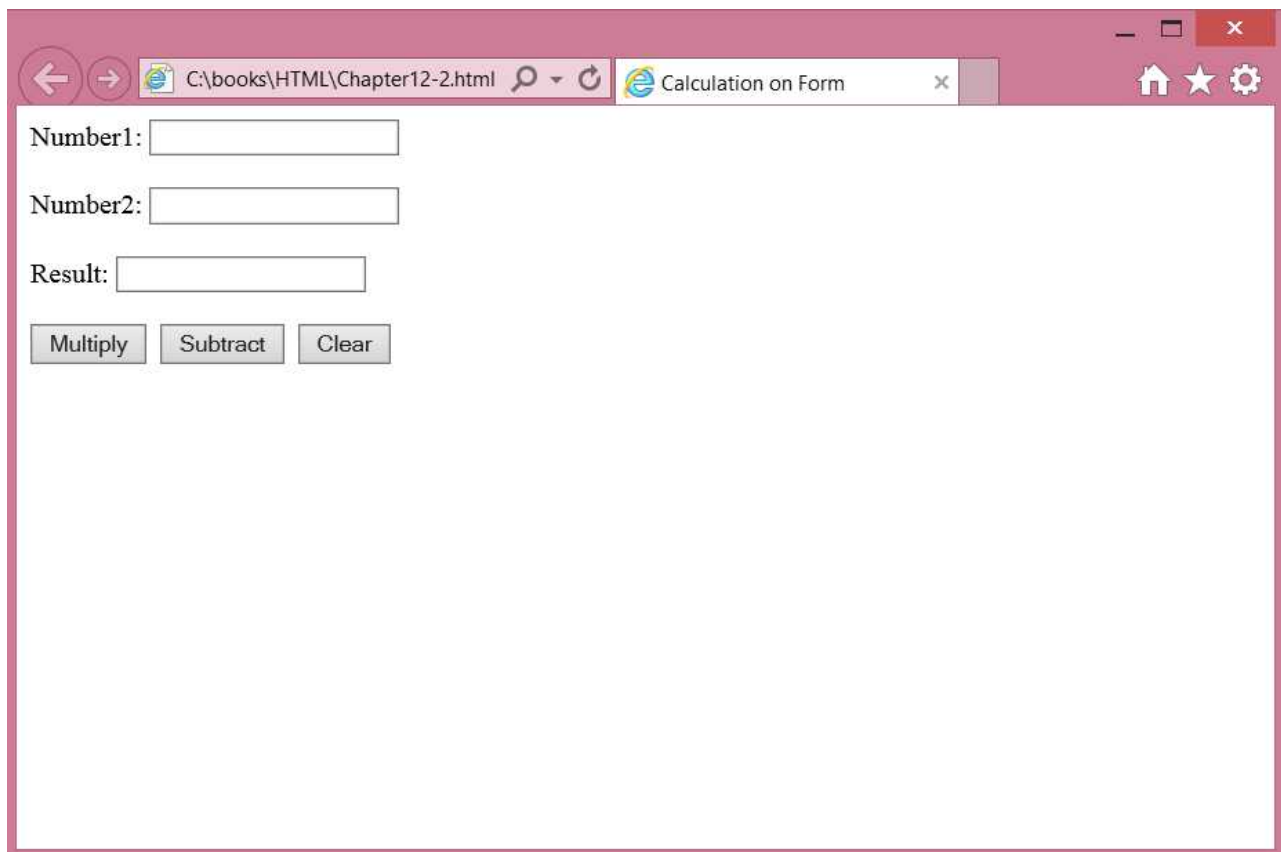 C:\books\HTML\Chapter12-2.html Calculation on Form
Number1:
Number2:
Result:
Multiply Subtract Clear